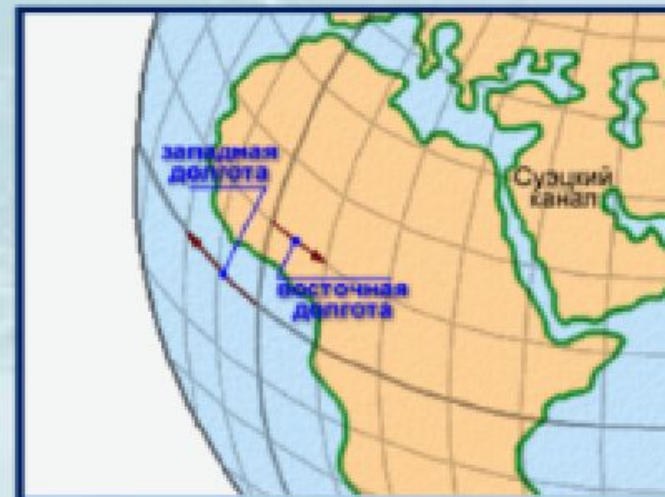 западная
долгота
Суэцкий
канал
восточная
долгота